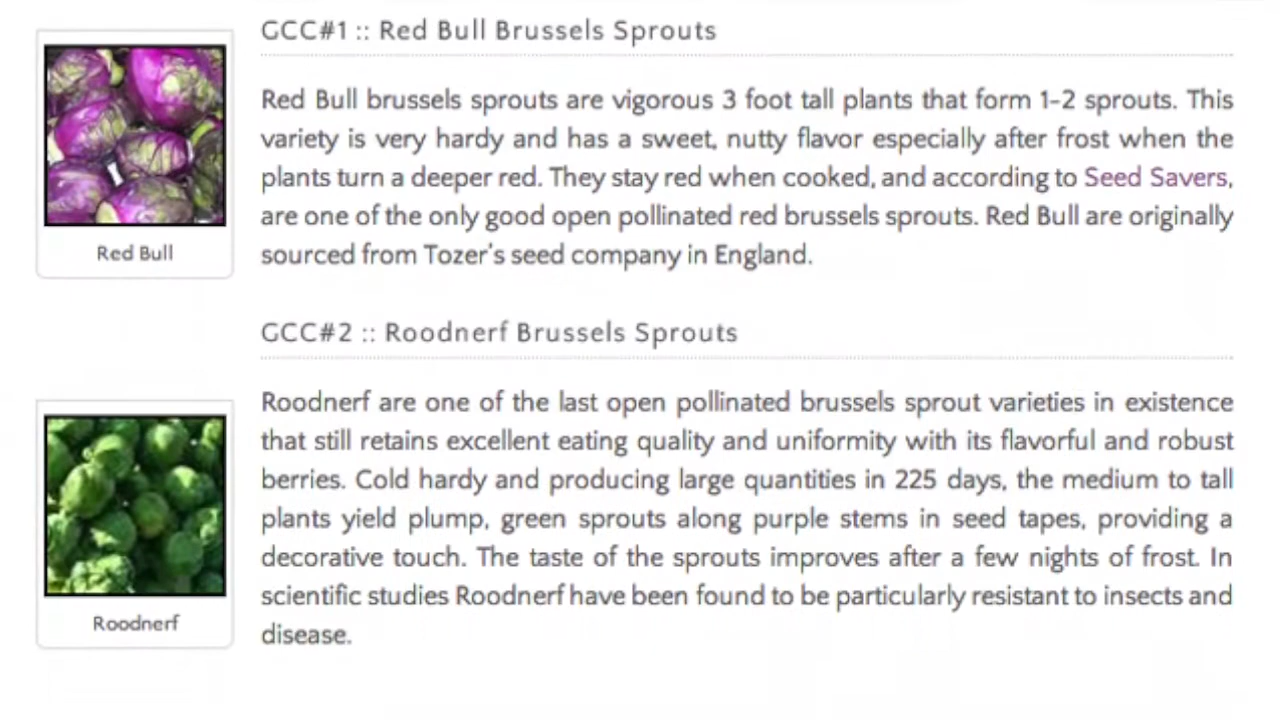 GCC#1 :: Red Bull Brussels Sprouts
Red Bull brussels sprouts are vigorous 3 foot tall plants that form 1-2 sprouts. This
variety is very hardy and has a sweet, nutty flavor especially after frost when the
plants turn a deeper red. They stay red when cooked, and according to Seed Savers,
are one of the only good open pollinated red brussels sprouts. Red Bull are originally
sourced from Tozer's seed company in England.
Red Bull
GCC#2 :: Roodnerf Brussels Sprouts
Roodnerf are one of the last open pollinated brussels sprout varieties in existence
that still retains excellent eating quality and uniformity with its flavorful and robust
berries. Cold hardy and producing large quantities in 225 days, the medium to tall
plants yield plump, green sprouts along purple stems in seed tapes, providing a
decorative touch. The taste of the sprouts improves after a few nights of frost. In
scientific studies Roodnerf have been found to be particularly resistant to insects and
disease.
Roodnerf